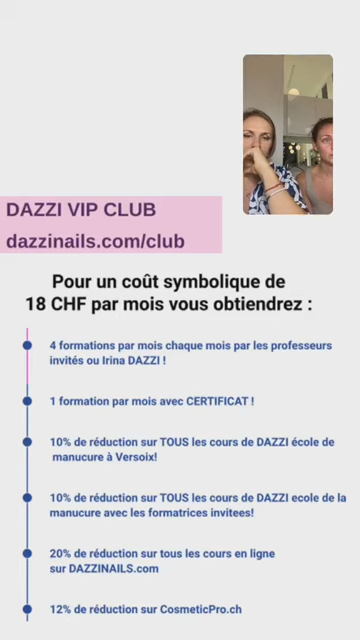 DAZZI VIP CLUB
dazzinails.com/club
Pour un coût symbolique de
18 CHF par mois vous obtiendrez :
4 formations par mois chaque mois par les professeurs
invités ou Irina DAZZI !
1 formation par mois avec CERTIFICAT !
10% de réduction sur TOUS les cours de DAZZI école de
manucure à Versoix!
10% de réduction sur TOUS les cours de DAZZI ecole de la
manucure avec les formatrices invitees!
20% de réduction sur tous les cours en ligne
sur DAZZINAILS.com
12% de réduction sur CosmeticPro.ch